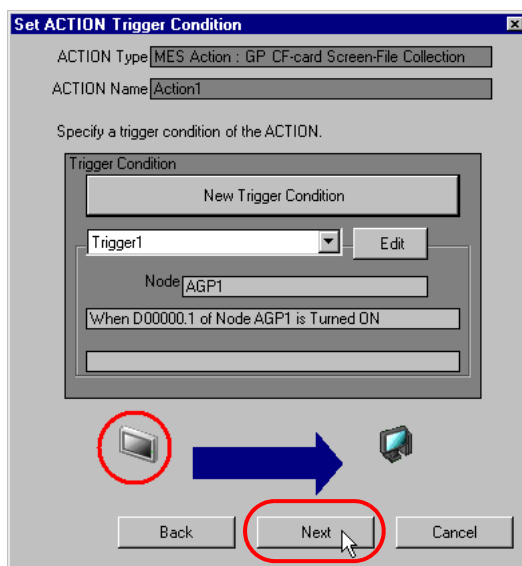 Set ACTION Trigger Condition
ACTION Type MES Action : GP CF-card Screen-File Collection
ACTION Name Action1
Specify a trigger condition of the ACTION.
Trigger Condition
New Trigger Condition
Trigger1 Edit
Node AGP1
When D00000.1 of Node AGP1 is Turned ON
Back Next Cancel